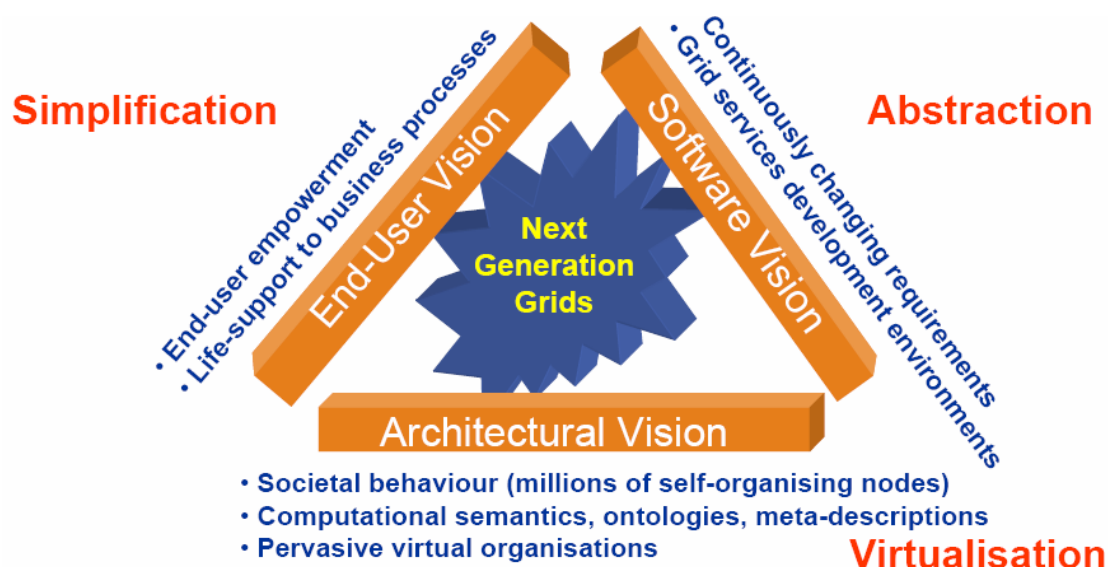 Simplification
• End-user empowerment
• Life-support to business processes
End-User Vision
Next
Generation
Grids
Software Vision
Continuously changing requirements
• Grid services development environments
Abstraction
Architectural Vision
• Societal behaviour (millions of self-organising nodes)
• Computational semantics, ontologies, meta-descriptions
• Pervasive virtual organisations
Virtualisation